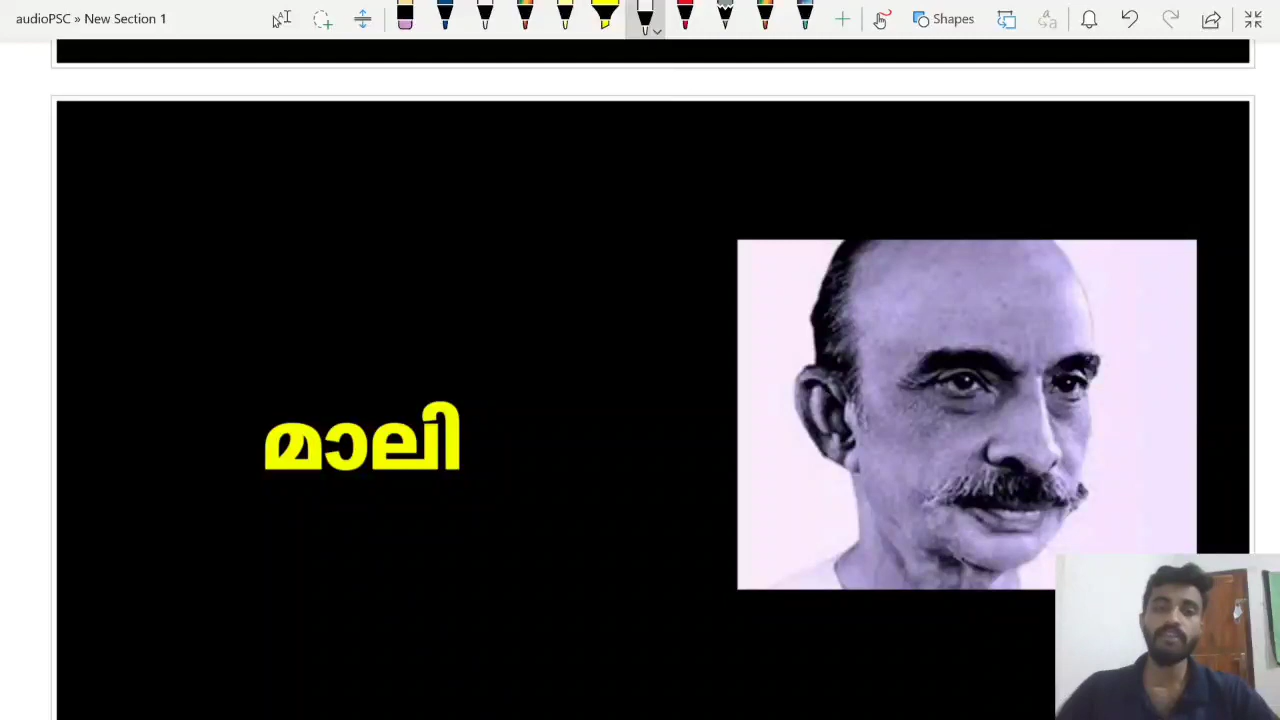 audioPSC » New Section 1
Shapes
മാലി